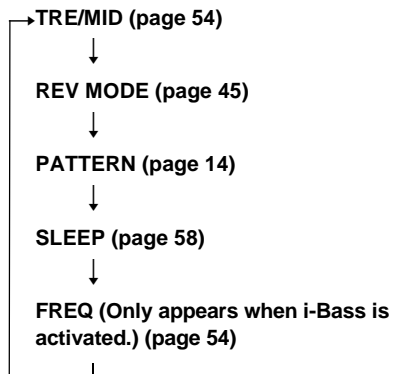 TRE/MID (page 54)
REV MODE (page 45)
PATTERN (page 14)
SLEEP (page 58)
FREQ (Only appears when i-Bass is
activated.) (page 54)